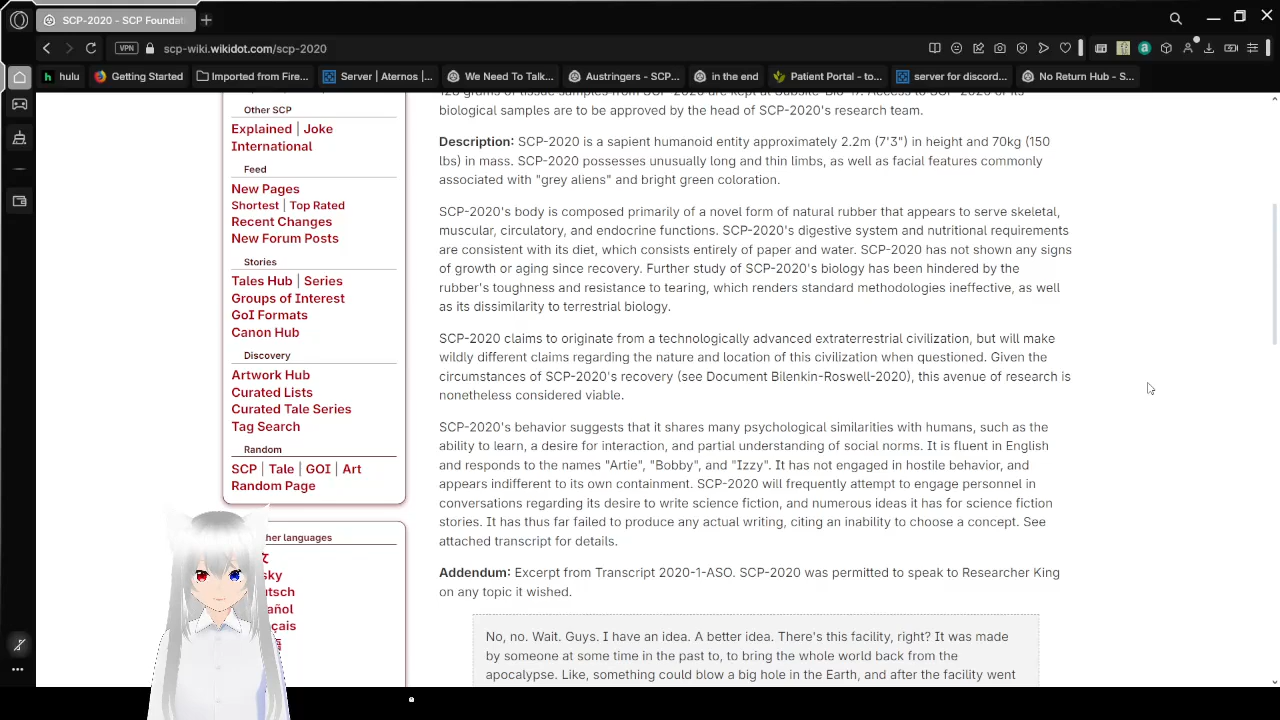 SCP-2020 - SCP Foundat
scp-wiki.wikidot.com/scp-2020
VPN
hulu
Getting Started
Imported from Fire...
Server | Aternos |...
We Need To Talk...
Austringers - SCP...
in the end
Patient Portal - to...
server for discord...
No Return Hub - S...
Other SCP
Explained | Joke
International
Feed
New Pages
Shortest | Top Rated
Recent Changes
New Forum Posts
Stories
Tales Hub | Series
Groups of Interest
GoI Formats
Canon Hub
Discovery
Artwork Hub
Curated Lists
Curated Tale Series
Tag Search
Random
SCP | Tale | GOI | Art
Random Page
her languages
文
sky
utsch
añol
çais
biological samples are to be approved by the head of SCP-2020's research team.
Description: SCP-2020 is a sapient humanoid entity approximately 2.2m (7'3") in height and 70kg (150
lbs) in mass. SCP-2020 possesses unusually long and thin limbs, as well as facial features commonly
associated with "grey aliens" and bright green coloration.
SCP-2020's body is composed primarily of a novel form of natural rubber that appears to serve skeletal,
muscular, circulatory, and endocrine functions. SCP-2020's digestive system and nutritional requirements
are consistent with its diet, which consists entirely of paper and water. SCP-2020 has not shown any signs
of growth or aging since recovery. Further study of SCP-2020's biology has been hindered by the
rubber's toughness and resistance to tearing, which renders standard methodologies ineffective, as well
as its dissimilarity to terrestrial biology.
SCP-2020 claims to originate from a technologically advanced extraterrestrial civilization, but will make
wildly different claims regarding the nature and location of this civilization when questioned. Given the
circumstances of SCP-2020's recovery (see Document Bilenkin-Roswell-2020), this avenue of research is
nonetheless considered viable.
SCP-2020's behavior suggests that it shares many psychological similarities with humans, such as the
ability to learn, a desire for interaction, and partial understanding of social norms. It is fluent in English
and responds to the names "Artie", "Bobby", and "Izzy". It has not engaged in hostile behavior, and
appears indifferent to its own containment. SCP-2020 will frequently attempt to engage personnel in
conversations regarding its desire to write science fiction, and numerous ideas it has for science fiction
stories. It has thus far failed to produce any actual writing, citing an inability to choose a concept. See
attached transcript for details.
Addendum: Excerpt from Transcript 2020-1-ASO. SCP-2020 was permitted to speak to Researcher King
on any topic it wished.
No, no. Wait. Guys. I have an idea. A better idea. There's this facility, right? It was made
by someone at some time in the past to, to bring the whole world back from the
apocalypse. Like, something could blow a big hole in the Earth, and after the facility went